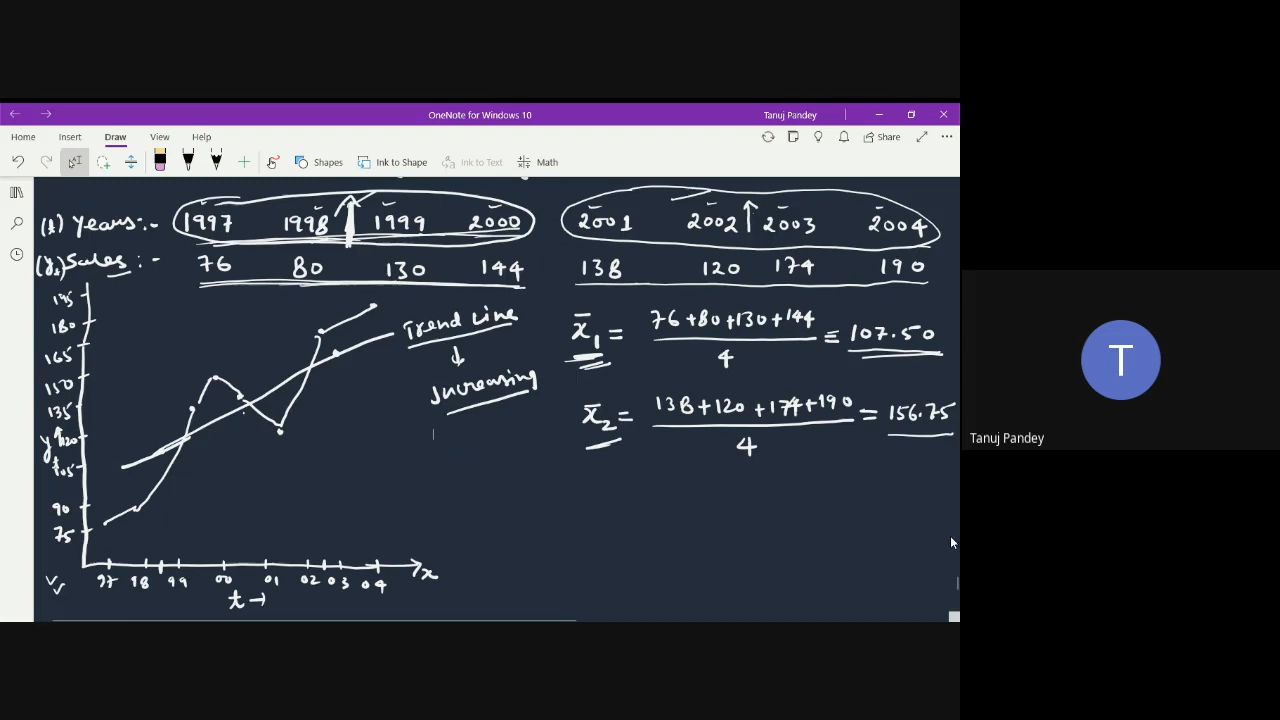 OneNote for Windows 10
Tanuj Pandey
Home Insert Draw View Help
Share
Shapes Ink to Shape Ink to Text Math
(t) Years:- 1997 1998 1999 2000 2001 2002 2003 2004
(yt) Sales:- 76 80 130 144 138 120 174 190
195
180
165
150
135
120
105
90
75
yt
Trend Line
Increasing
x̄1 = 76+80+130+144 / 4 = 107.50
x̄2 = 138+120+174+190 / 4 = 156.75
97 98 99 00 01 02 03 04 x
t →
T
Tanuj Pandey